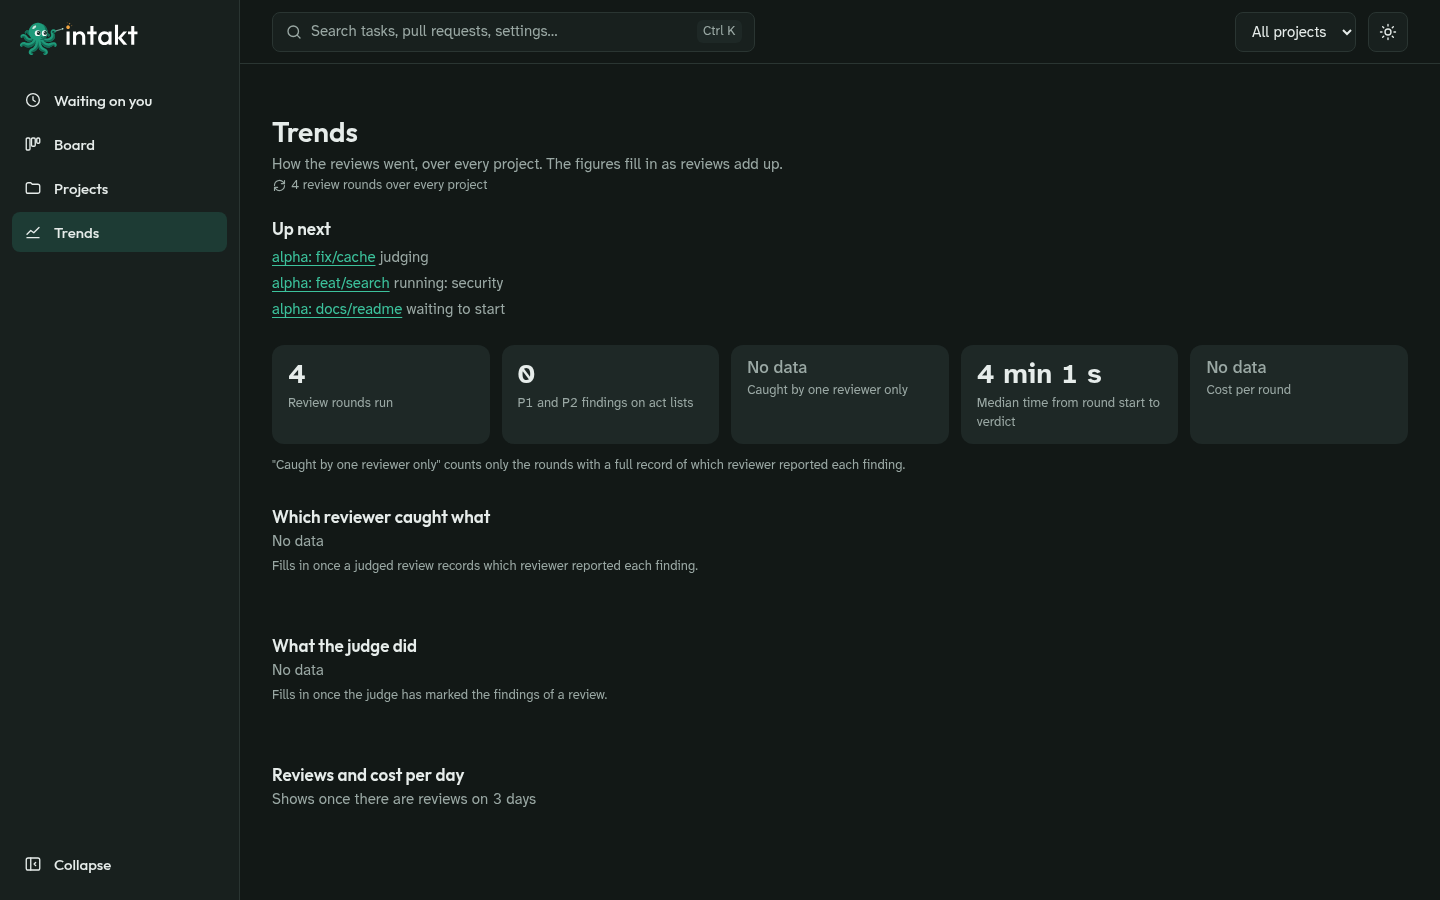 intakt
Search tasks, pull requests, settings...
Ctrl K
All projects
Waiting on you
Board
Projects
Trends
Trends
How the reviews went, over every project. The figures fill in as reviews add up.
4 review rounds over every project
Up next
alpha: fix/cache judging
alpha: feat/search running: security
alpha: docs/readme waiting to start
4
Review rounds run
0
P1 and P2 findings on act lists
No data
Caught by one reviewer only
4 min 1 s
Median time from round start to
verdict
No data
Cost per round
"Caught by one reviewer only" counts only the rounds with a full record of which reviewer reported each finding.
Which reviewer caught what
No data
Fills in once a judged review records which reviewer reported each finding.
What the judge did
No data
Fills in once the judge has marked the findings of a review.
Reviews and cost per day
Shows once there are reviews on 3 days
Collapse